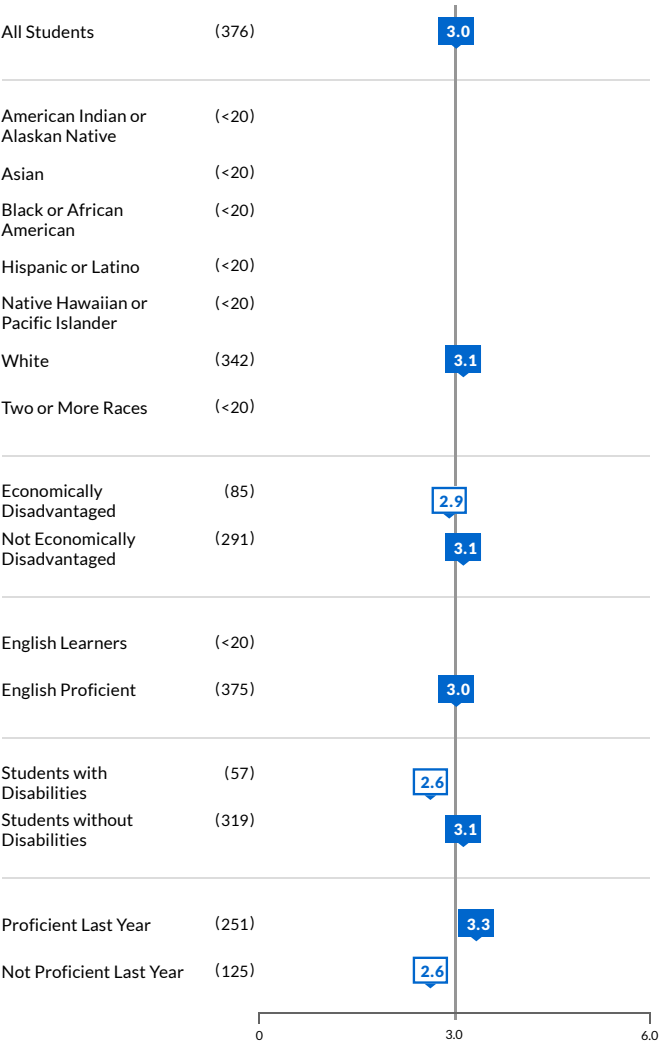 All Students (376) 3.0
American Indian or (<20)
Alaskan Native
Asian (<20)
Black or African (<20)
American
Hispanic or Latino (<20)
Native Hawaiian or (<20)
Pacific Islander
White (342) 3.1
Two or More Races (<20)
Economically (85) 2.9
Disadvantaged
Not Economically (291) 3.1
Disadvantaged
English Learners (<20)
English Proficient (375) 3.0
Students with (57) 2.6
Disabilities
Students without (319) 3.1
Disabilities
Proficient Last Year (251) 3.3
Not Proficient Last Year (125) 2.6
0 3.0 6.0